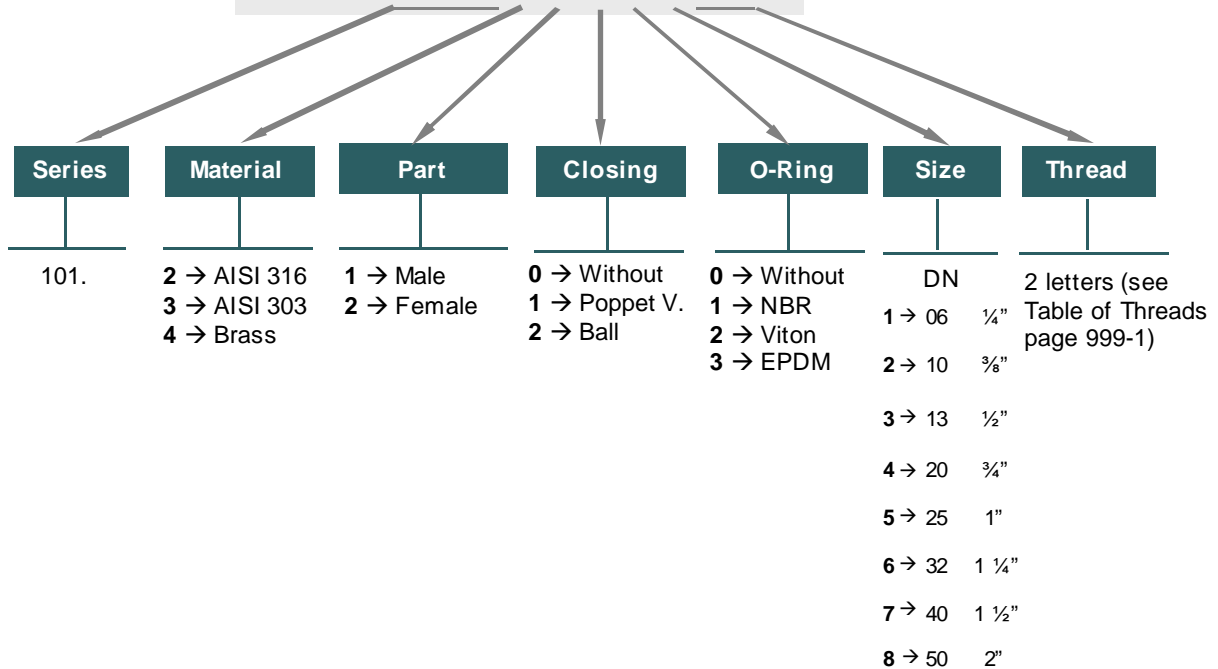 Series Material Part Closing O-Ring Size Thread
101.
2 → AISI 316
3 → AISI 303
4 → Brass
1 → Male
2 → Female
0 → Without
1 → Poppet V.
2 → Ball
0 → Without
1 → NBR
2 → Viton
3 → EPDM
DN
1 → 06 ¼”
2 → 10 ⅜”
3 → 13 ½”
4 → 20 ¾”
5 → 25 1”
6 → 32 1 ¼”
7 → 40 1 ½”
8 → 50 2”
2 letters (see
Table of Threads
page 999-1)